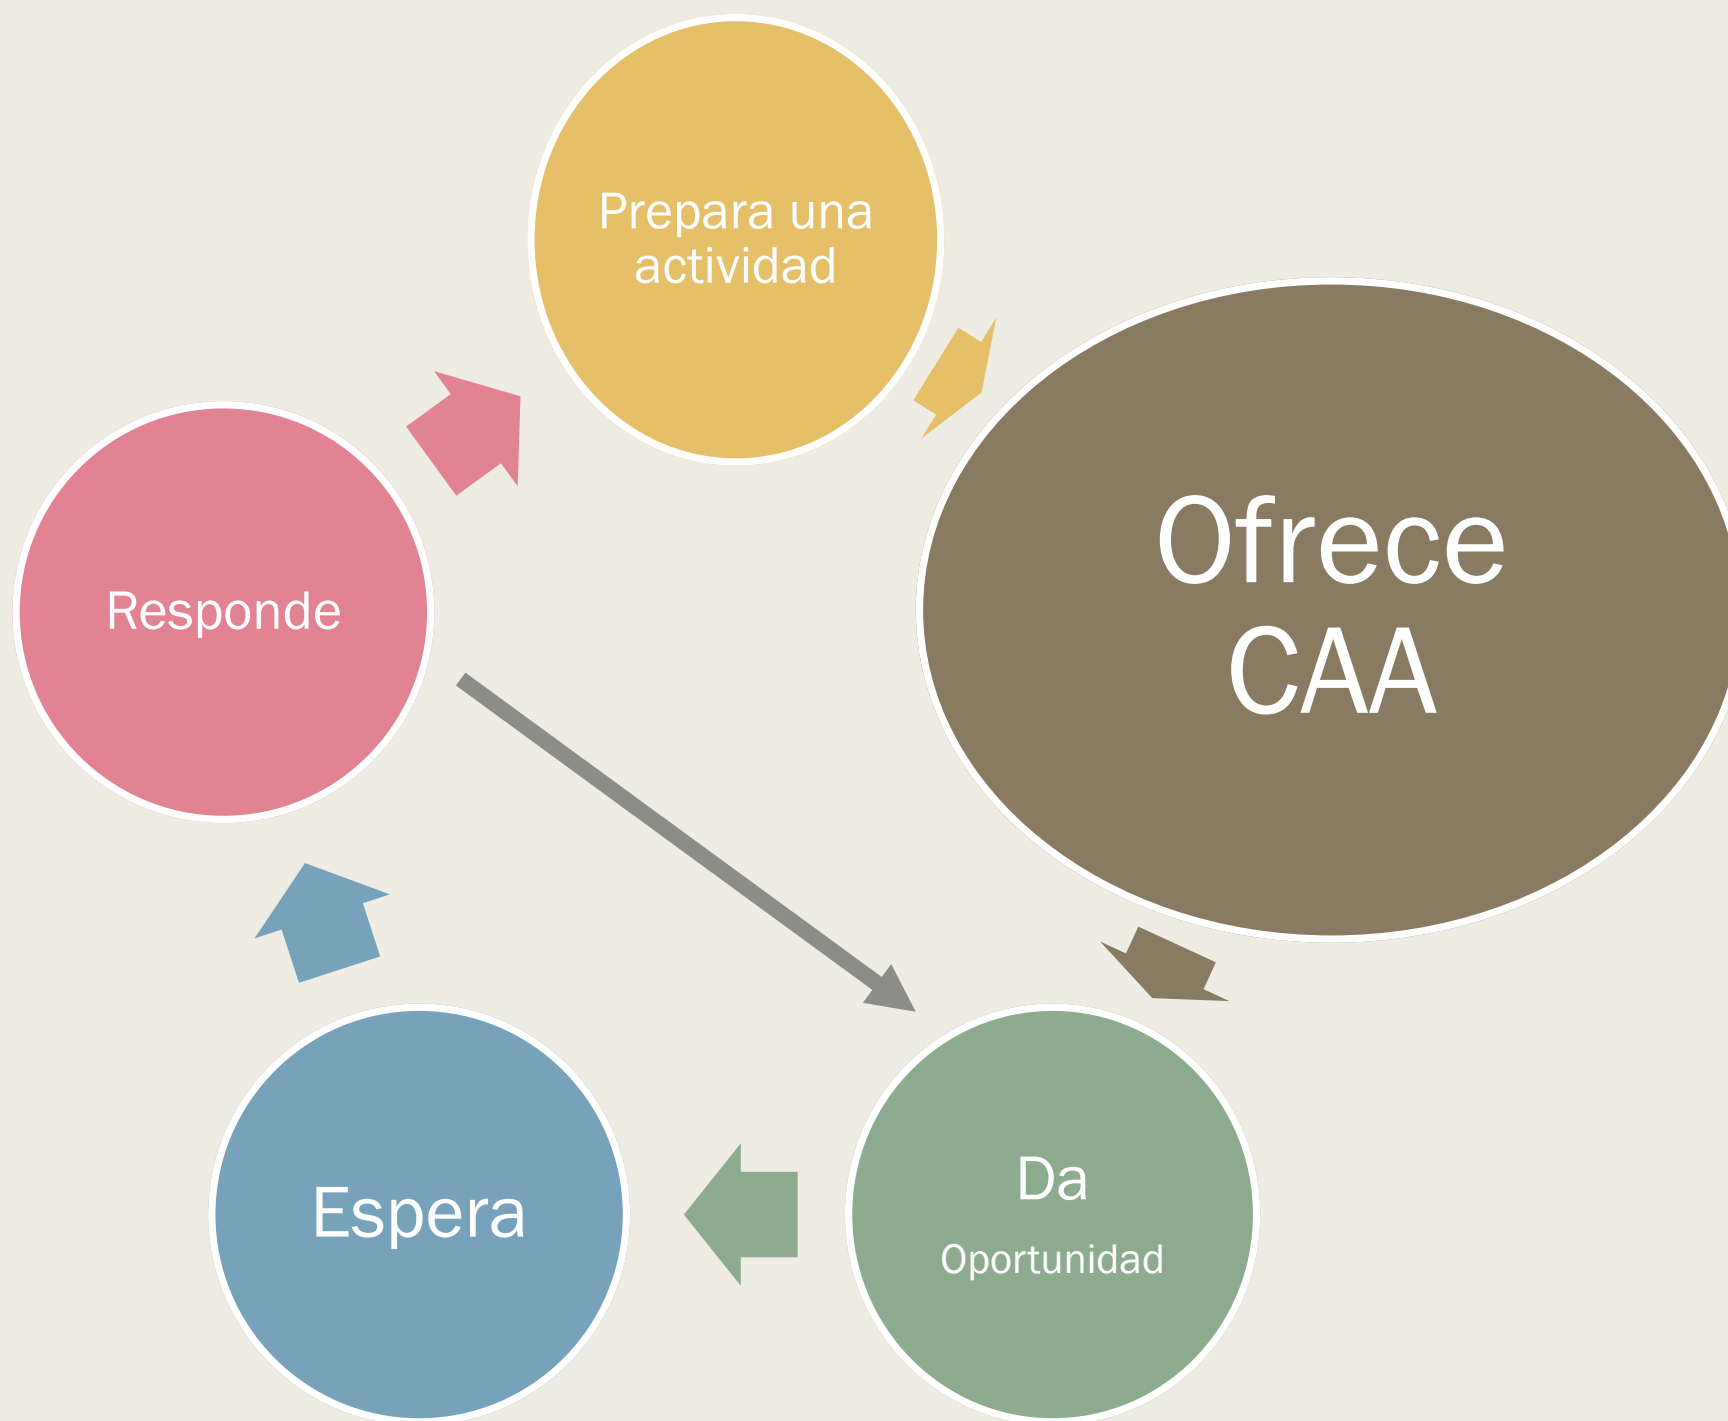 Prepara una
actividad
Ofrece
CAA
Da
Oportunidad
Espera
Responde